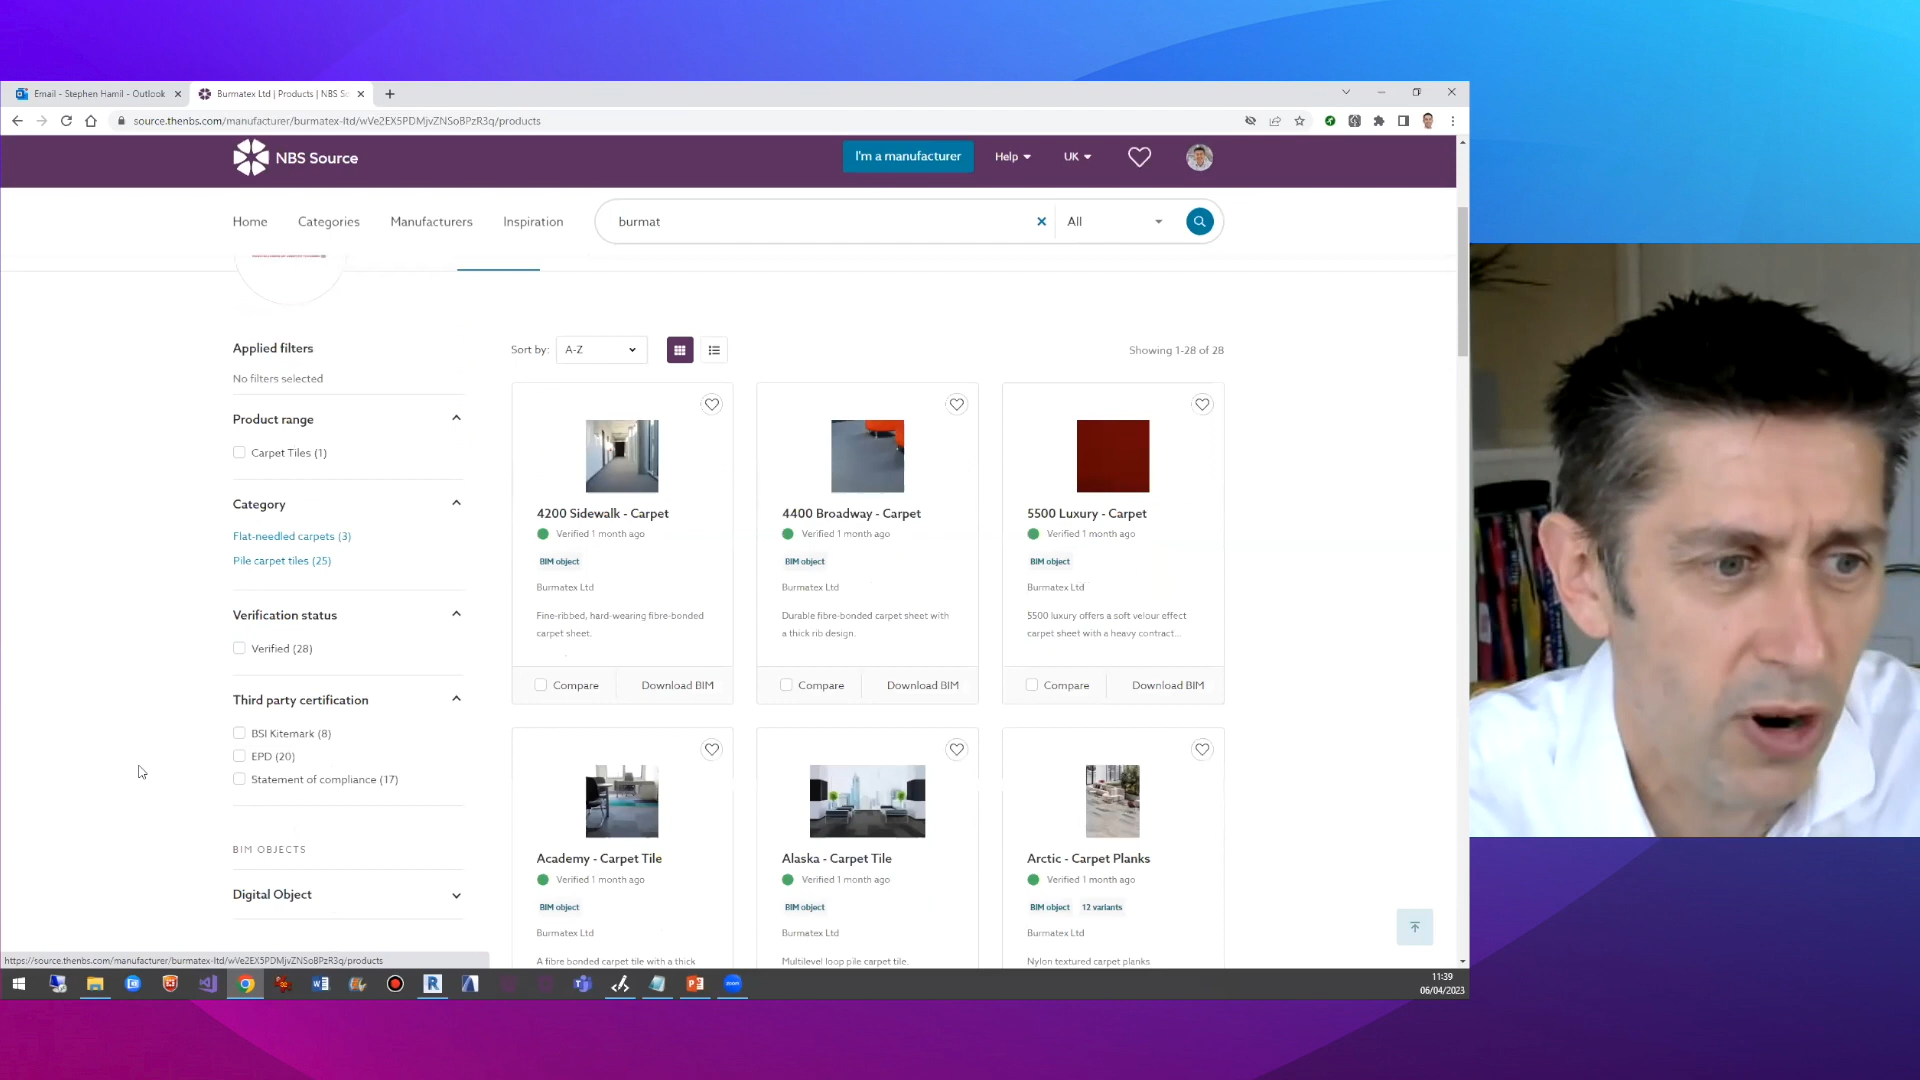 Email - Stephen Hamil - Outlook
Burmatex Ltd | Products | NBS So
source.thenbs.com/manufacturer/burmatex-ltd/wVe2EX5PDMjvZNSo8PzR3q/products
NBS Source
I'm a manufacturer
Help
UK
Home
Categories
Manufacturers
Inspiration
burmat
All
Applied filters
No filters selected
Product range
Carpet Tiles (1)
Category
Flat-needled carpets (3)
Pile carpet tiles (25)
Verification status
Verified (28)
Third party certification
BSI Kitemark (8)
EPD (20)
Statement of compliance (17)
BIM OBJECTS
Digital Object
Sort by:
A-Z
Showing 1-28 of 28
4200 Sidewalk - Carpet
Verified 1 month ago
BIM object
Burmatex Ltd
Fine-ribbed, hard-wearing fibre-bonded
carpet sheet.
Compare
Download BIM
4400 Broadway - Carpet
Verified 1 month ago
BIM object
Burmatex Ltd
Durable fibre-bonded carpet sheet with
a thick rib design.
Compare
Download BIM
5500 Luxury - Carpet
Verified 1 month ago
BIM object
Burmatex Ltd
5500 luxury offers a soft velour effect
carpet sheet with a heavy contract...
Compare
Download BIM
Academy - Carpet Tile
Verified 1 month ago
BIM object
Burmatex Ltd
A fibre bonded carpet tile with a thick
Alaska - Carpet Tile
Verified 1 month ago
BIM object
Burmatex Ltd
Multilevel loop pile carpet tile.
Arctic - Carpet Planks
Verified 1 month ago
BIM object
12 variants
Burmatex Ltd
Nylon textured carpet planks
https://source.thenbs.com/manufacturer/burmatex-ltd/wVe2EX5PDMjvZNSo8PzR3q/products
11:39
06/04/2023